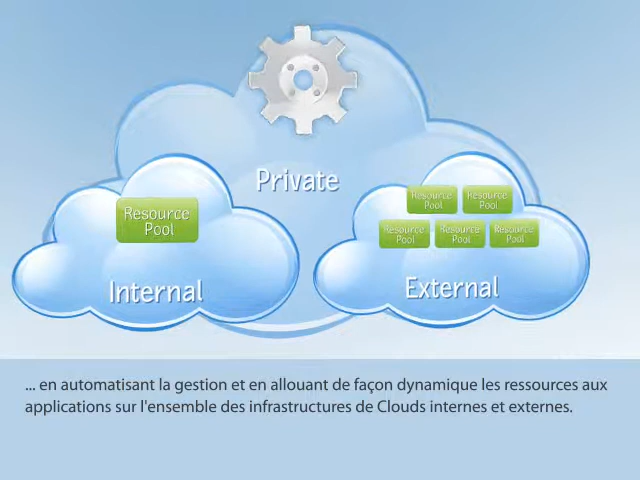 Private
Resource
Pool
Internal
Resource
Pool
Resource
Pool
Resource
Pool
Resource
Pool
Resource
Pool
External
... en automatisant la gestion et en allouant de façon dynamique les ressources aux
applications sur l'ensemble des infrastructures de Clouds internes et externes.